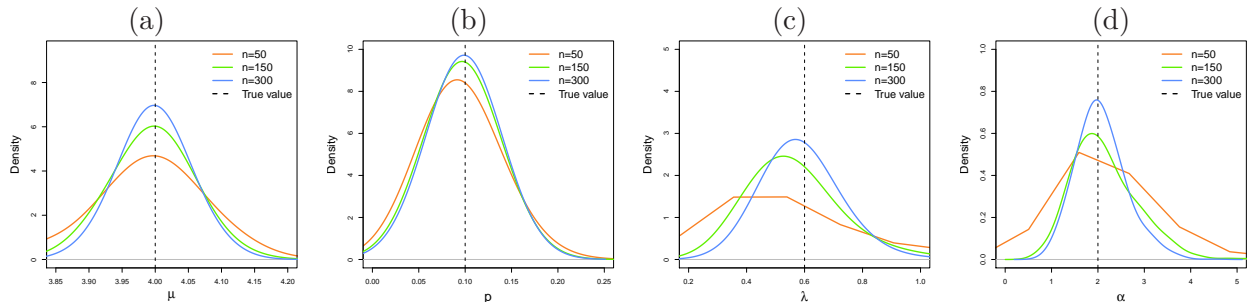 (a)
Density
0 2 4 6 8
n=50
n=150
n=300
True value
3.85 3.90 3.95 4.00 4.05 4.10 4.15 4.20
μ
(b)
Density
0 2 4 6 8 10
n=50
n=150
n=300
True value
0.00 0.05 0.10 0.15 0.20 0.25
p
(c)
Density
0 1 2 3 4 5
n=50
n=150
n=300
True value
0.2 0.4 0.6 0.8 1.0
λ
(d)
Density
0.0 0.2 0.4 0.6 0.8 1.0
n=50
n=150
n=300
True value
0 1 2 3 4 5
α